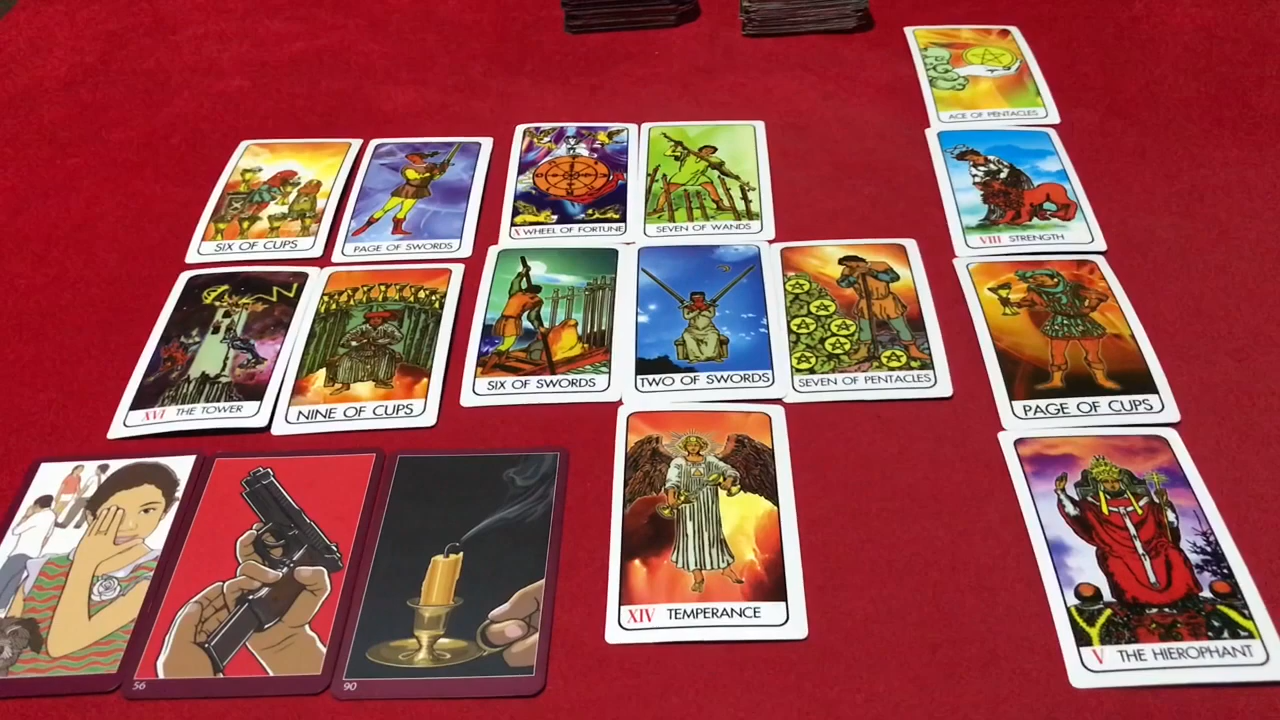 ACE OF PENTACLES
SIX OF CUPS
PAGE OF SWORDS
X WHEEL OF FORTUNE
SEVEN OF WANDS
VIII STRENGTH
XVI THE TOWER
NINE OF CUPS
SIX OF SWORDS
TWO OF SWORDS
SEVEN OF PENTACLES
PAGE OF CUPS
XIV TEMPERANCE
V THE HIEROPHANT
56
90